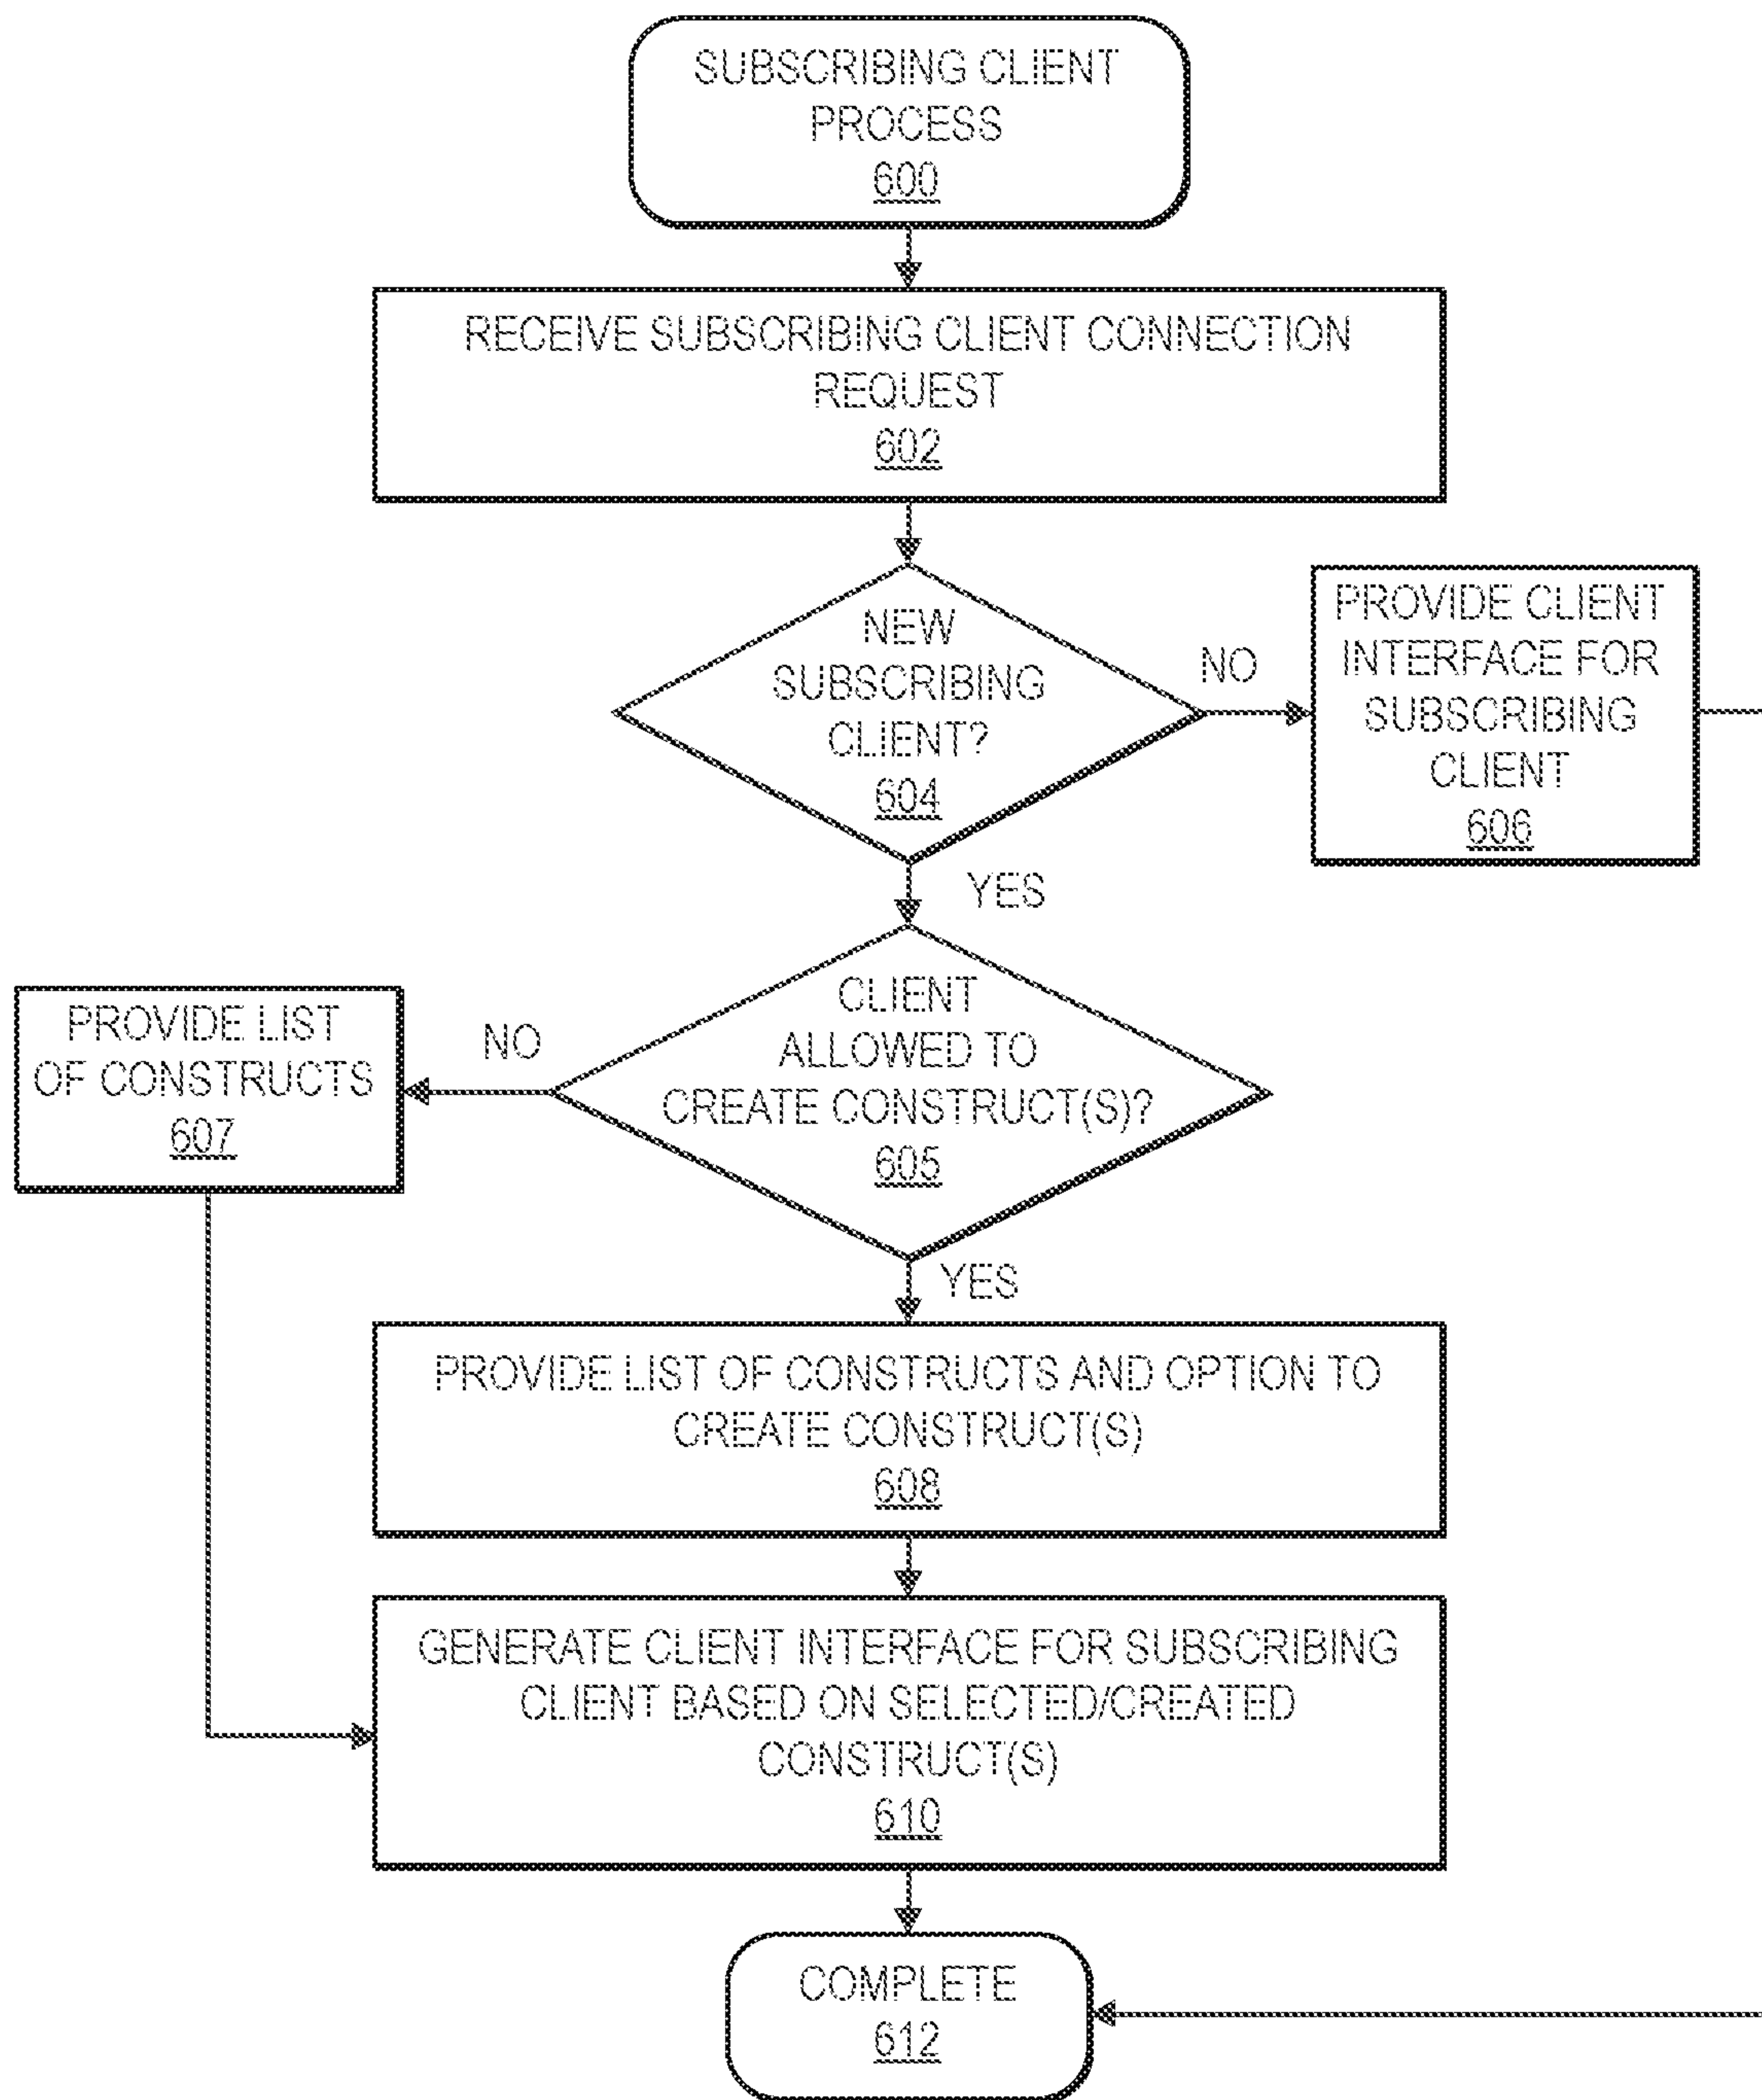 SUBSCRIBING CLIENT
PROCESS
600
RECEIVE SUBSCRIBING CLIENT CONNECTION
REQUEST
602
NEW
SUBSCRIBING
CLIENT?
604
NO
PROVIDE CLIENT
INTERFACE FOR
SUBSCRIBING
CLIENT
606
YES
CLIENT
ALLOWED TO
CREATE CONSTRUCT(S)?
605
NO
PROVIDE LIST
OF CONSTRUCTS
607
YES
PROVIDE LIST OF CONSTRUCTS AND OPTION TO
CREATE CONSTRUCT(S)
608
GENERATE CLIENT INTERFACE FOR SUBSCRIBING
CLIENT BASED ON SELECTED/CREATED
CONSTRUCT(S)
610
COMPLETE
612